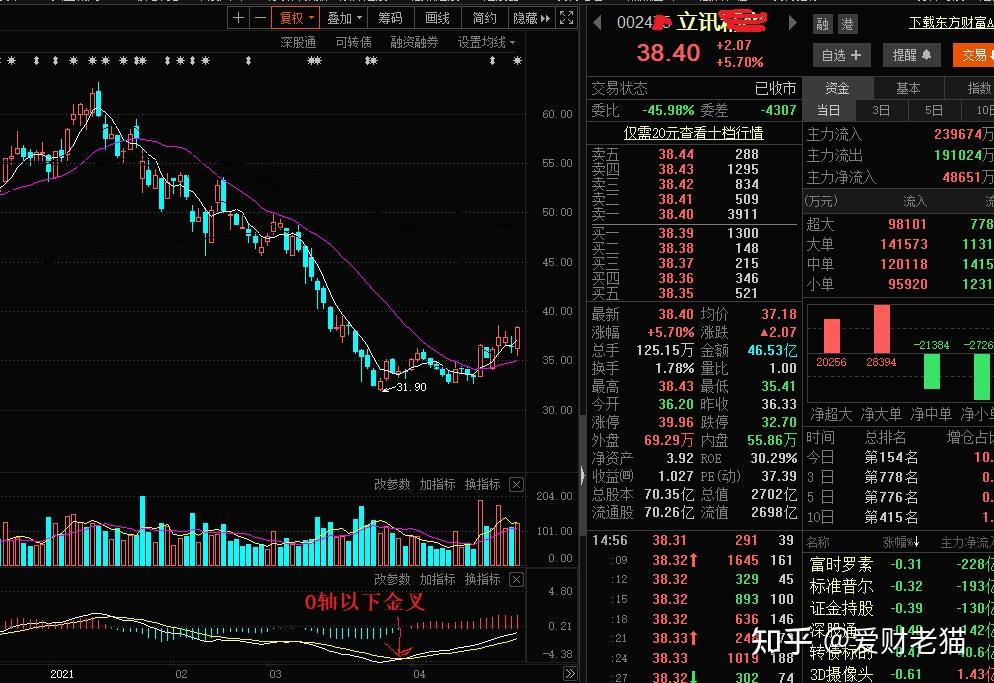 复权 叠加 筹码 画线 简约 隐藏
深股通 可转债 融资融券 设置均线
60.00
55.00
50.00
45.00
40.00
35.00
30.00
31.90
改参数 加指标 换指标
204.00
101.00
0.00
改参数 加指标 换指标
4.80
0.21
-4.38
0轴以下金叉
2021 02 03 04
0024 立讯
38.40 +2.07
+5.70%
融 港 下载东方财富
自选 + 提醒 交易
交易状态 已收市
委比 -45.98% 委差 -4307
仅需20元查看十档行情
卖五 38.44 288
卖四 38.43 1295
卖三 38.42 834
卖二 38.41 509
卖一 38.40 3911
买一 38.39 1300
买二 38.38 148
买三 38.37 215
买四 38.36 346
买五 38.35 521
最新 38.40 均价 37.18
涨幅 +5.70% 涨跌 ▲2.07
总手 125.15万 金额 46.53亿
换手 1.78% 量比 1.00
最高 38.43 最低 35.41
今开 36.20 昨收 36.33
涨停 39.96 跌停 32.70
外盘 69.29万 内盘 55.86万
净资产 3.92 ROE 30.29%
收益㈣ 1.027 PE(动) 37.39
总股本 70.35亿 总值 2702亿
流通股 70.26亿 流值 2698亿
14:56 38.31 291 39
:09 38.32↑ 1645 161
:12 38.32 329 45
:15 38.32 893 100
:18 38.32 636 146
:21 38.33↑
:24 38.33 1019 188
:27 38.32↓ 302 74
资金 基本 指数
当日 3日 5日 10日
主力流入 239674万
主力流出 191024万
主力净流入 48651万
(万元) 流入 流
超大 98101 778
大单 141573 1131
中单 120118 1415
小单 95920 1231
20256 28394 -21384 -2726
净超大 净大单 净中单 净小
时间 总排名 增仓占比
今日 第154名 10.
3日 第778名 0.
5日 第776名 0.
10日 第415名 1.
名称 涨幅%↓ 主力净流入
富时罗素 -0.31 -228亿
标准普尔 -0.32 -193亿
证金持股 -0.39 -130亿
深股通
转债标的
3D摄像头 -0.61 1.43亿
知乎 @爱财老猫